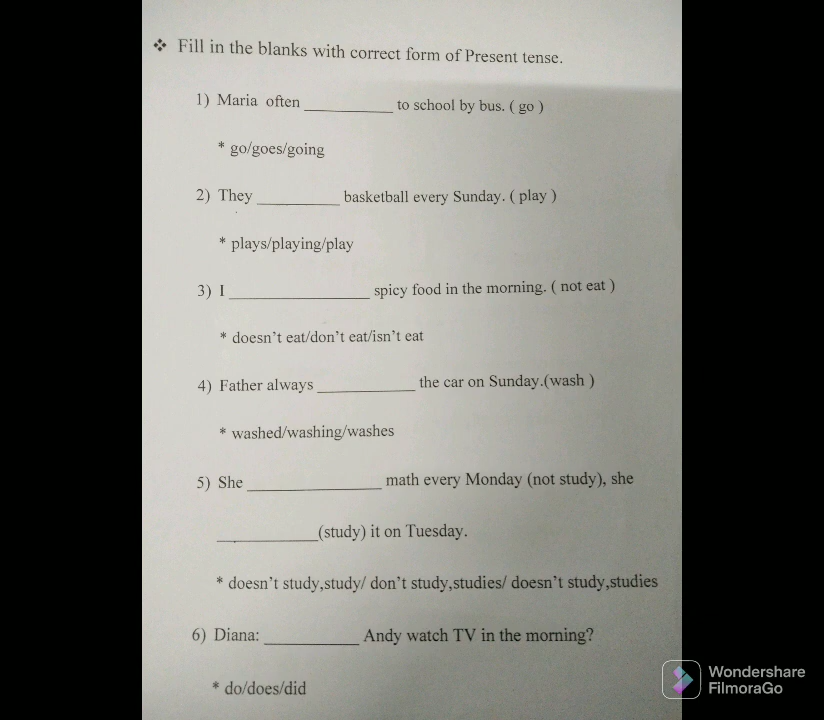 ❖ Fill in the blanks with correct form of Present tense.
1) Maria often __________ to school by bus. ( go )
* go/goes/going
2) They __________ basketball every Sunday. ( play )
* plays/playing/play
3) I ________________ spicy food in the morning. ( not eat )
* doesn't eat/don't eat/isn't eat
4) Father always ___________ the car on Sunday.(wash )
* washed/washing/washes
5) She _______________ math every Monday (not study), she
___________(study) it on Tuesday.
* doesn't study,study/ don't study,studies/ doesn't study,studies
6) Diana: __________ Andy watch TV in the morning?
* do/does/did
Wondershare
FilmoraGo